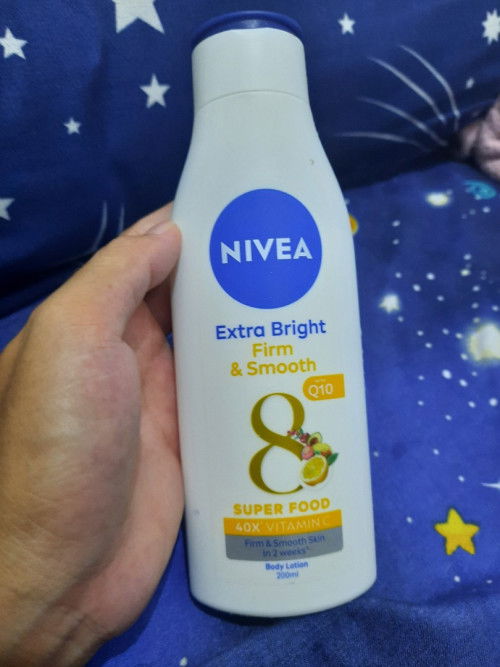 NIVEA
Extra Bright
Firm
& Smooth
Q10
8
SUPER FOOD
40X* VITAMIN C
Firm & Smooth Skin
in 2 weeks*
Body Lotion
200ml